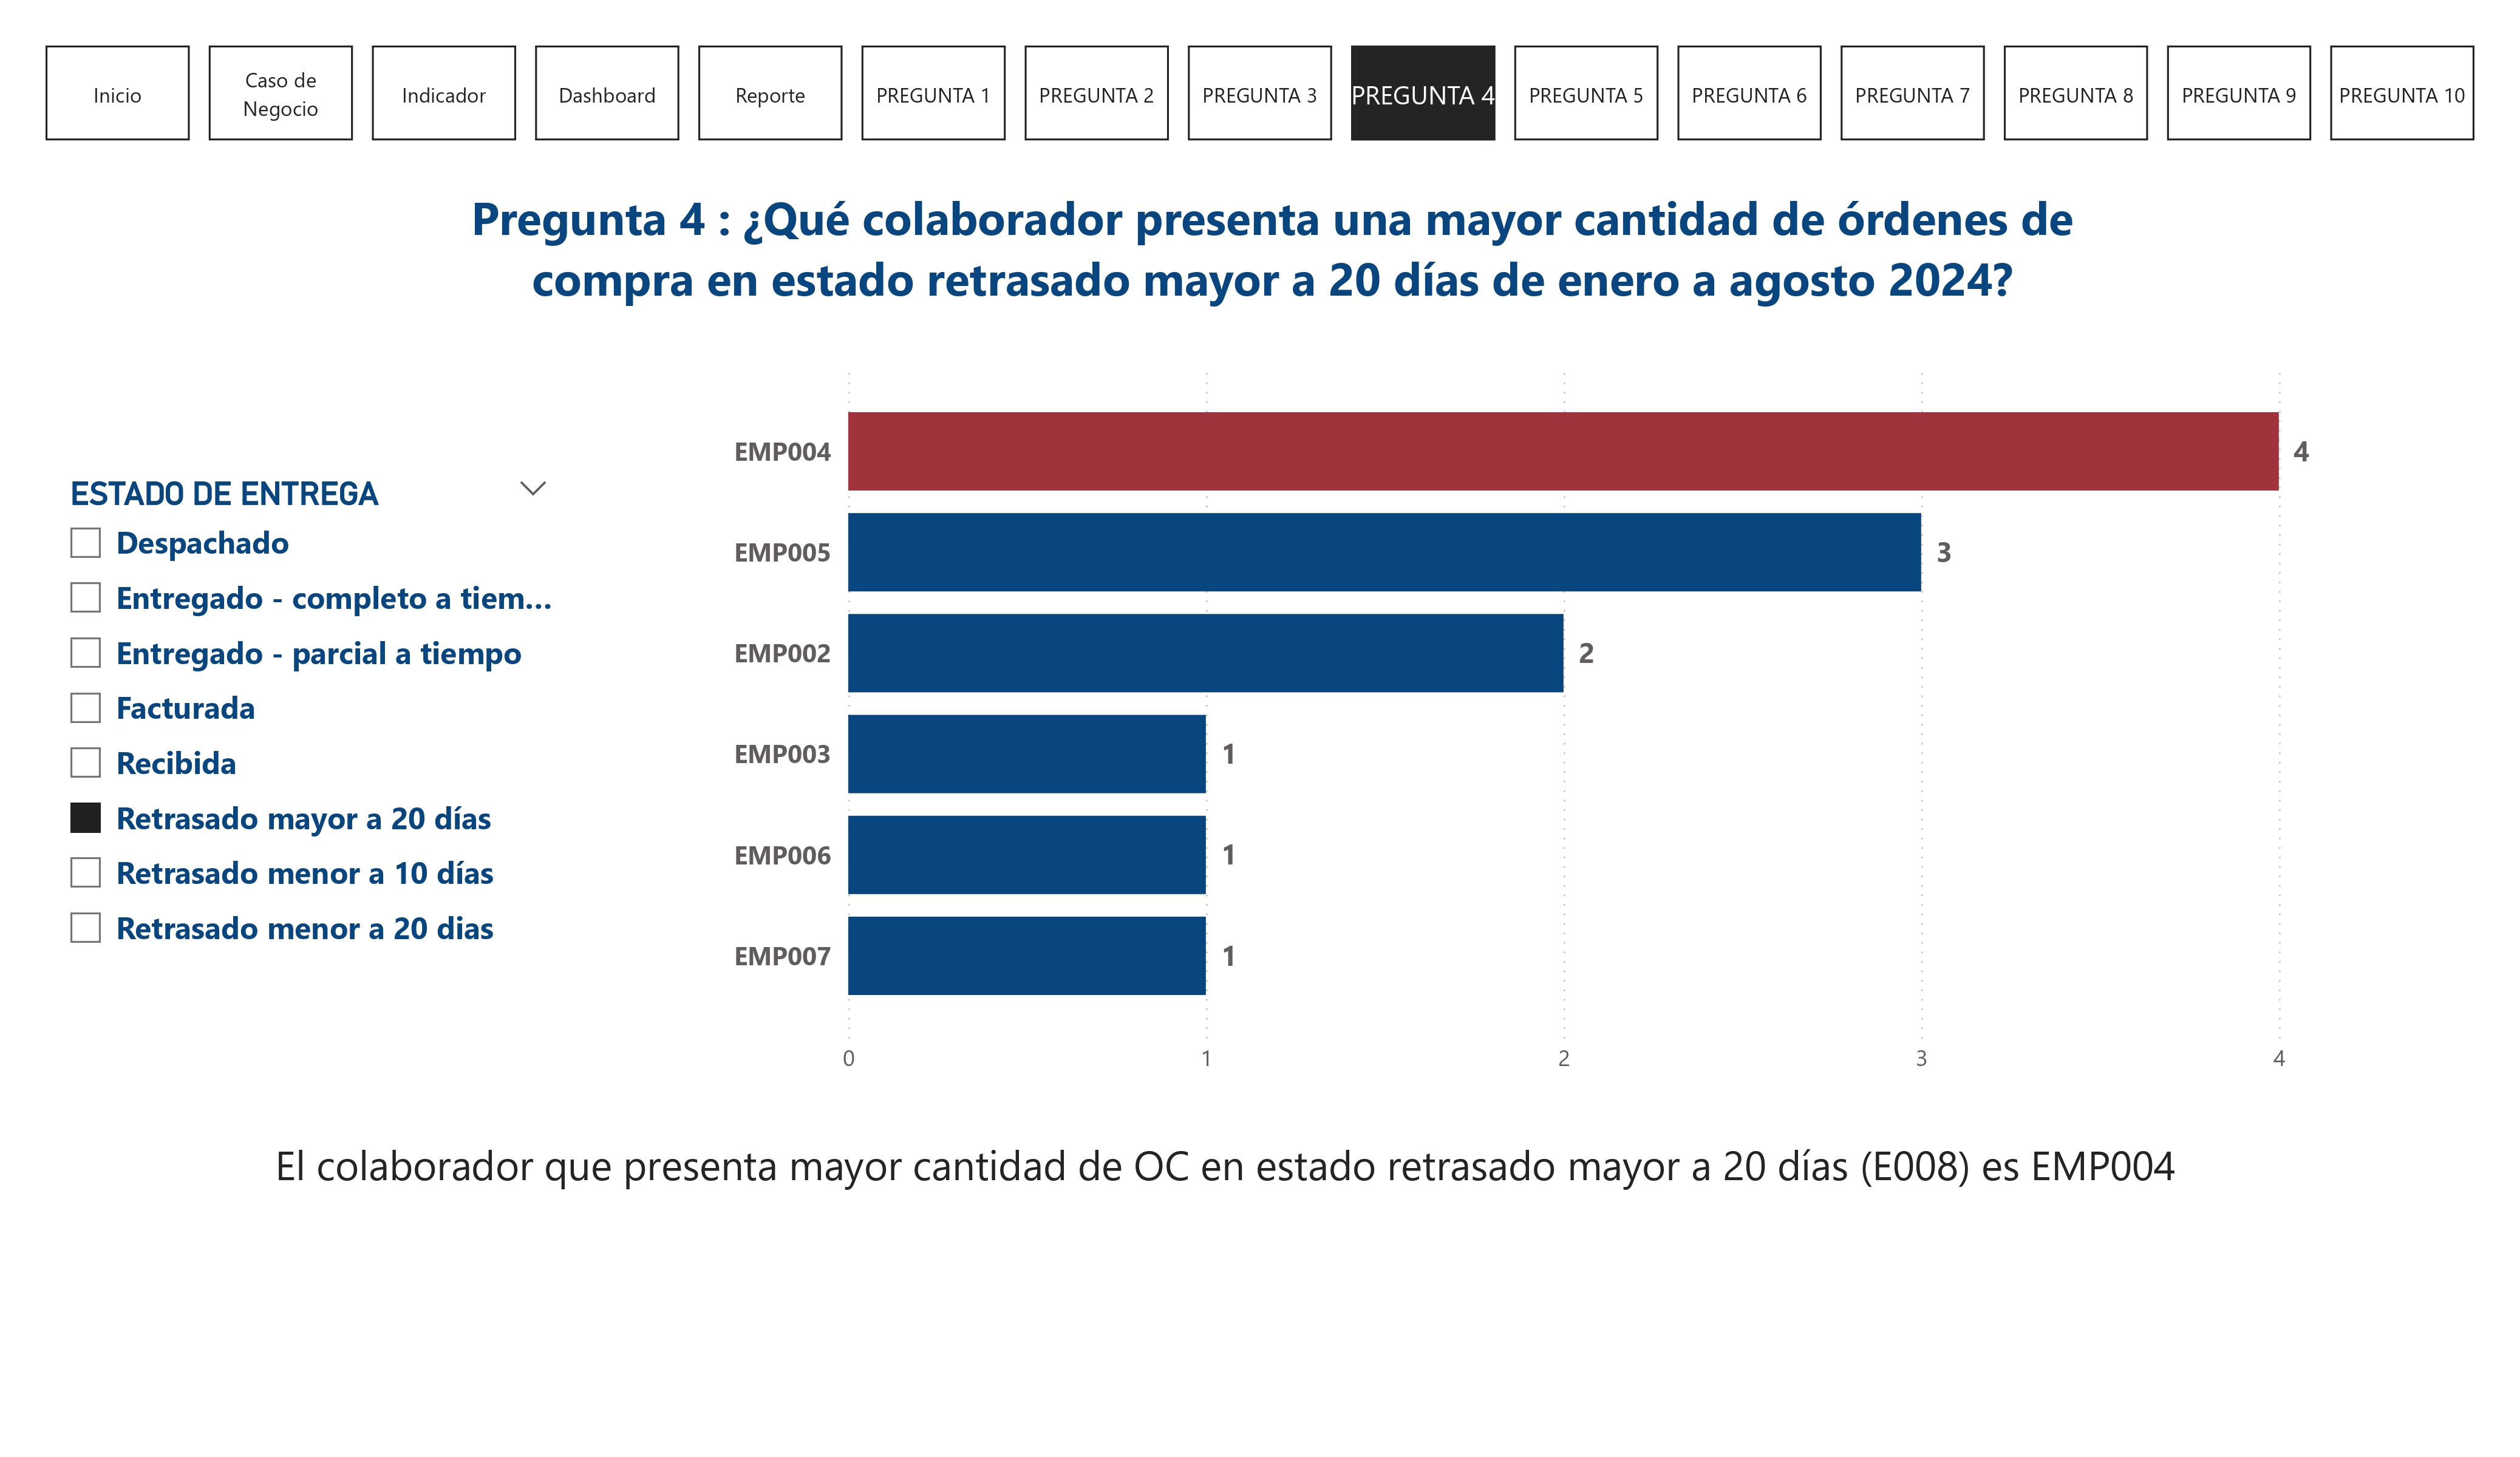 Inicio
Caso de
Negocio
Indicador
Dashboard
Reporte
PREGUNTA 1
PREGUNTA 2
PREGUNTA 3
PREGUNTA 4
PREGUNTA 5
PREGUNTA 6
PREGUNTA 7
PREGUNTA 8
PREGUNTA 9
PREGUNTA 10
Pregunta 4 : ¿Qué colaborador presenta una mayor cantidad de órdenes de
compra en estado retrasado mayor a 20 días de enero a agosto 2024?
ESTADO DE ENTREGA
Despachado
Entregado - completo a tiem...
Entregado - parcial a tiempo
Facturada
Recibida
Retrasado mayor a 20 días
Retrasado menor a 10 días
Retrasado menor a 20 dias
EMP004 4
EMP005 3
EMP002 2
EMP003 1
EMP006 1
EMP007 1
0 1 2 3 4
El colaborador que presenta mayor cantidad de OC en estado retrasado mayor a 20 días (E008) es EMP004